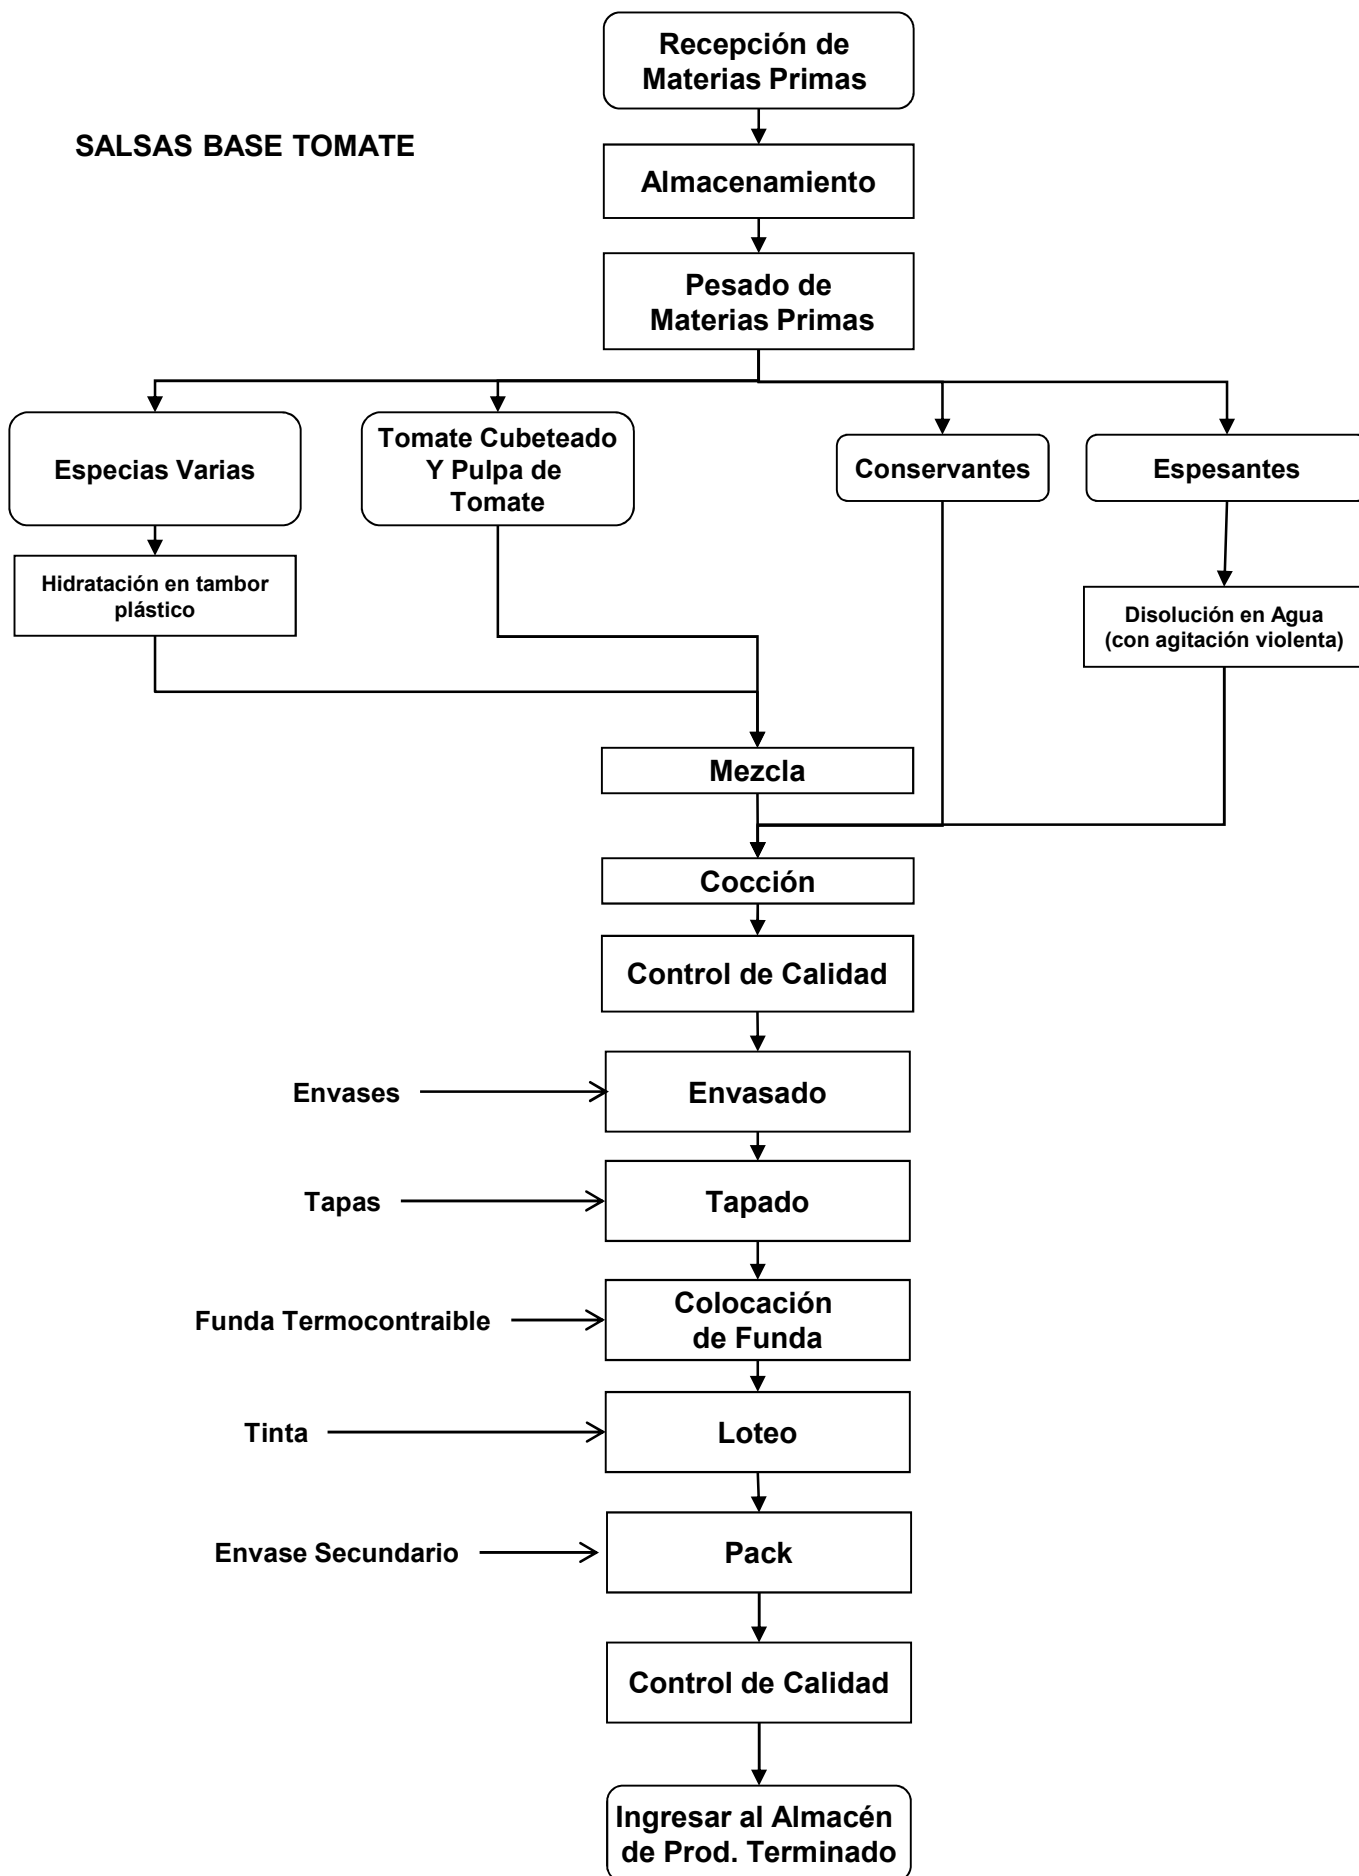 Recepción de
Materias Primas
SALSAS BASE TOMATE
Almacenamiento
Pesado de
Materias Primas
Especias Varias
Tomate Cubeteado
Y Pulpa de
Tomate
Conservantes
Espesantes
Hidratación en tambor
plástico
Disolución en Agua
(con agitación violenta)
Mezcla
Cocción
Control de Calidad
Envases
Envasado
Tapas
Tapado
Funda Termocontraible
Colocación
de Funda
Tinta
Loteo
Envase Secundario
Pack
Control de Calidad
Ingresar al Almacén
de Prod. Terminado